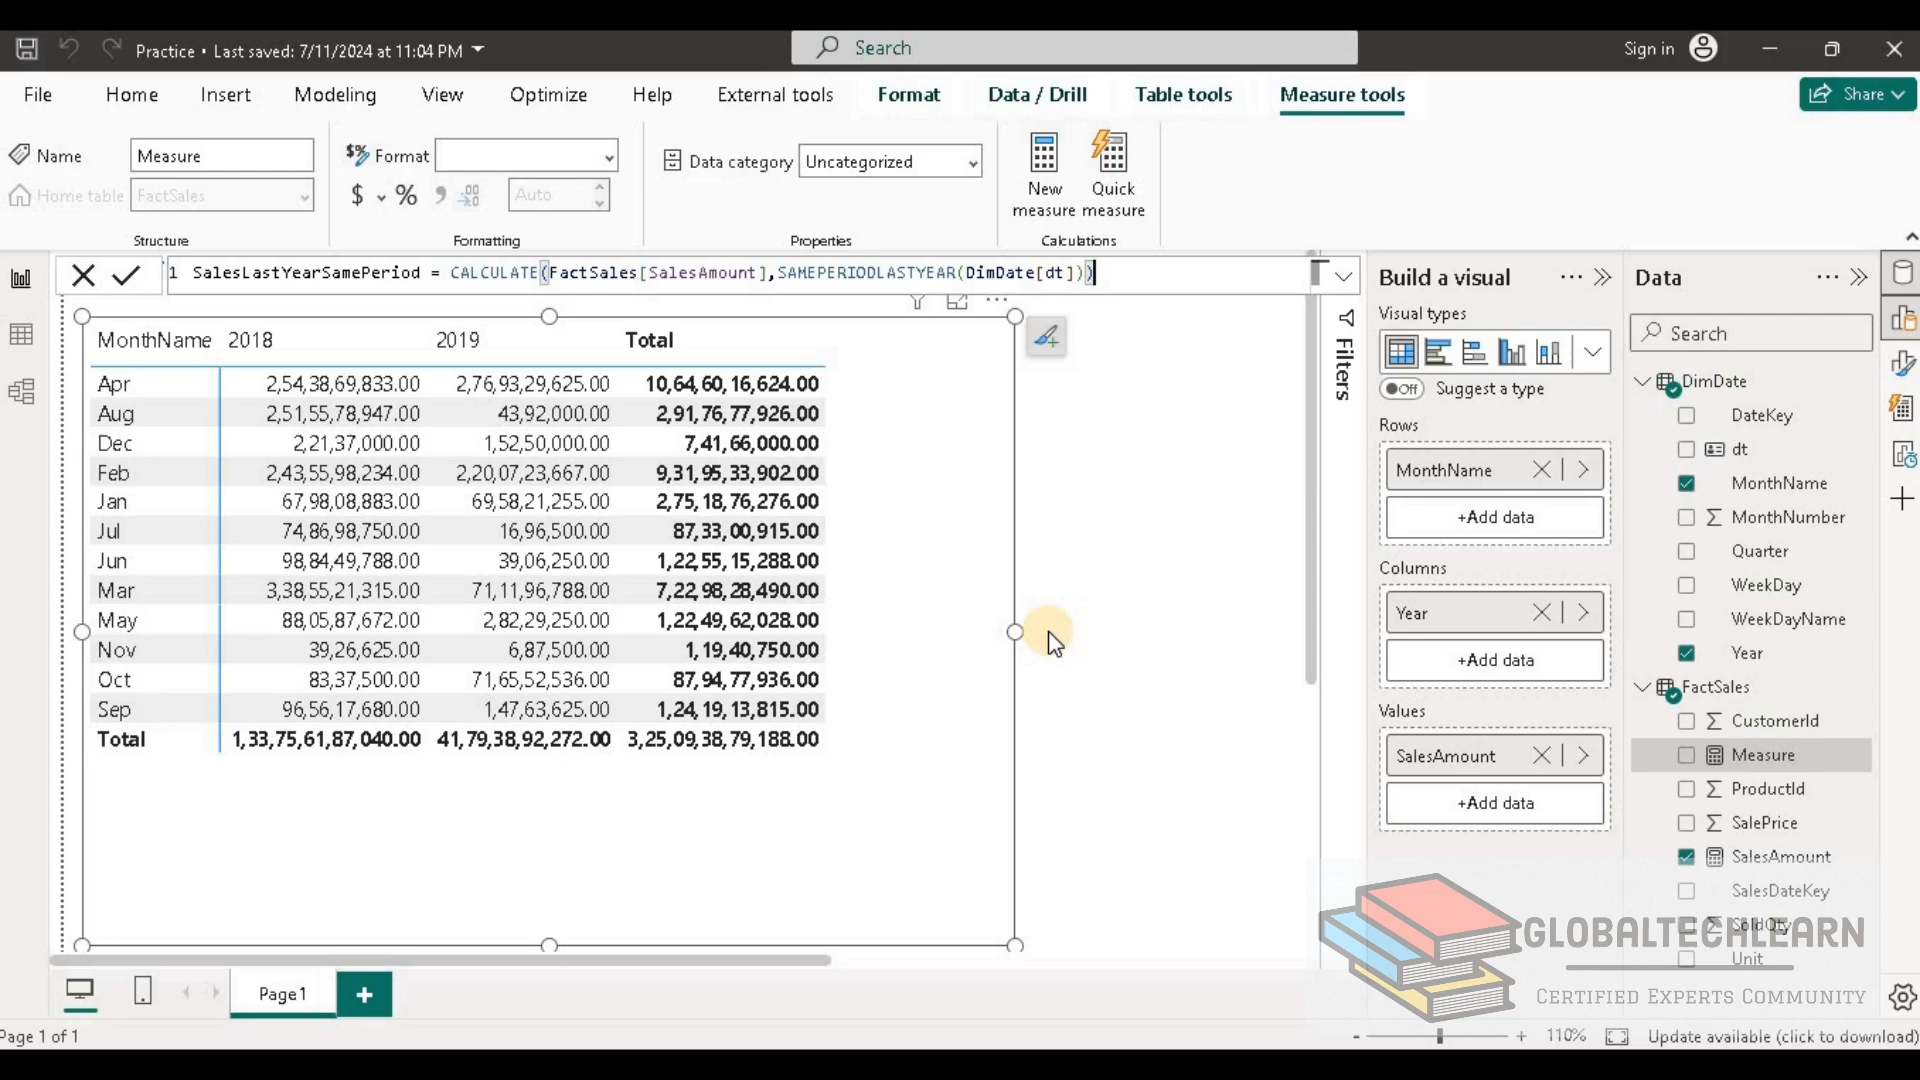 Practice • Last saved: 7/11/2024 at 11:04 PM
Search
Sign in
File Home Insert Modeling View Optimize Help External tools Format Data / Drill Table tools Measure tools
Share
Name Measure
Home table FactSales
Structure
$% Format
$ % Auto
Formatting
Data category Uncategorized
Properties
New measure
Quick measure
Calculations
1 SalesLastYearSamePeriod = CALCULATE(FactSales[SalesAmount],SAMEPERIODLASTYEAR(DimDate[dt]))
MonthName 2018 2019 Total
Apr 2,54,38,69,833.00 2,76,93,29,625.00 10,64,60,16,624.00
Aug 2,51,55,78,947.00 43,92,000.00 2,91,76,77,926.00
Dec 2,21,37,000.00 1,52,50,000.00 7,41,66,000.00
Feb 2,43,55,98,234.00 2,20,07,23,667.00 9,31,95,33,902.00
Jan 67,98,08,883.00 69,58,21,255.00 2,75,18,76,276.00
Jul 74,86,98,750.00 16,96,500.00 87,33,00,915.00
Jun 98,84,49,788.00 39,06,250.00 1,22,55,15,288.00
Mar 3,38,55,21,315.00 71,11,96,788.00 7,22,98,28,490.00
May 88,05,87,672.00 2,82,29,250.00 1,22,49,62,028.00
Nov 39,26,625.00 6,87,500.00 1,19,40,750.00
Oct 83,37,500.00 71,65,52,536.00 87,94,77,936.00
Sep 96,56,17,680.00 1,47,63,625.00 1,24,19,13,815.00
Total 1,33,75,61,87,040.00 41,79,38,92,272.00 3,25,09,38,79,188.00
Filters
Build a visual
Visual types
Off Suggest a type
Rows
MonthName
+Add data
Columns
Year
+Add data
Values
SalesAmount
+Add data
Data
Search
DimDate
DateKey
dt
MonthName
MonthNumber
Quarter
WeekDay
WeekDayName
Year
FactSales
CustomerId
Measure
ProductId
SalePrice
SalesAmount
SalesDateKey
SoldQty
Unit
GLOBALTECHLEARN
CERTIFIED EXPERTS COMMUNITY
Page 1
Page 1 of 1
- + 110%
Update available (click to download)